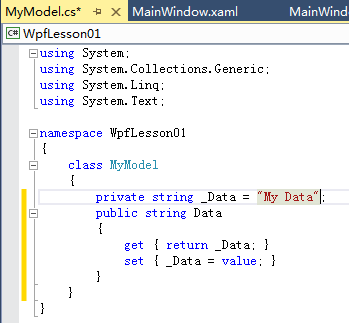 MyModel.cs* MainWindow.xaml MainWind
C# WpfLesson01
using System;
using System.Collections.Generic;
using System.Linq;
using System.Text;
namespace WpfLesson01
{
class MyModel
{
private string _Data = "My Data";
public string Data
{
get { return _Data; }
set { _Data = value; }
}
}
}